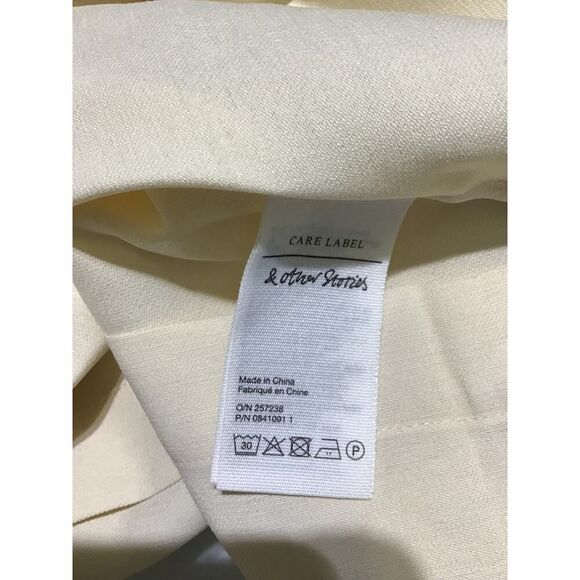 CARE LABEL
& Other Stories
Made in China
Fabriqué en Chine
O/N 257238
P/N 0841091 1
30 P